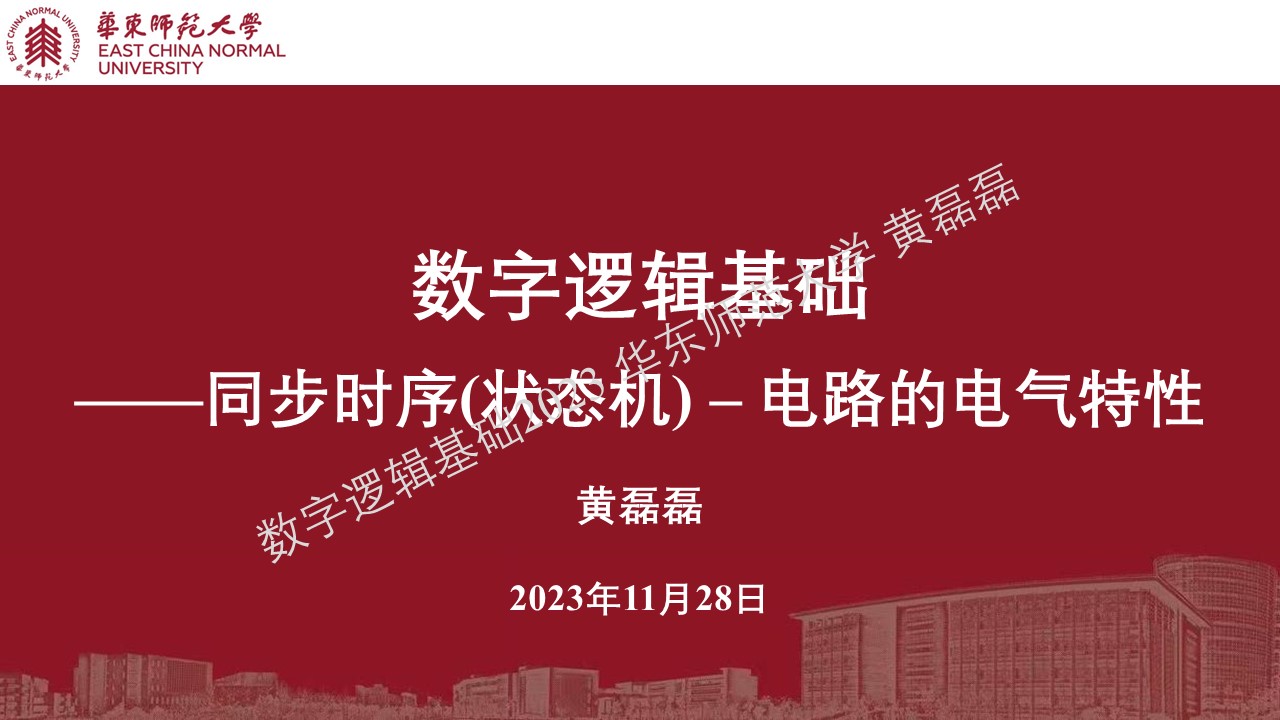 EAST CHINA NORMAL UNIVERSITY
華東師范大學
華東師范大學
EAST CHINA NORMAL
UNIVERSITY
数字逻辑基础
——同步时序(状态机) – 电路的电气特性
黄磊磊
2023年11月28日
数字逻辑基础2023 华东师范大学 黄磊磊